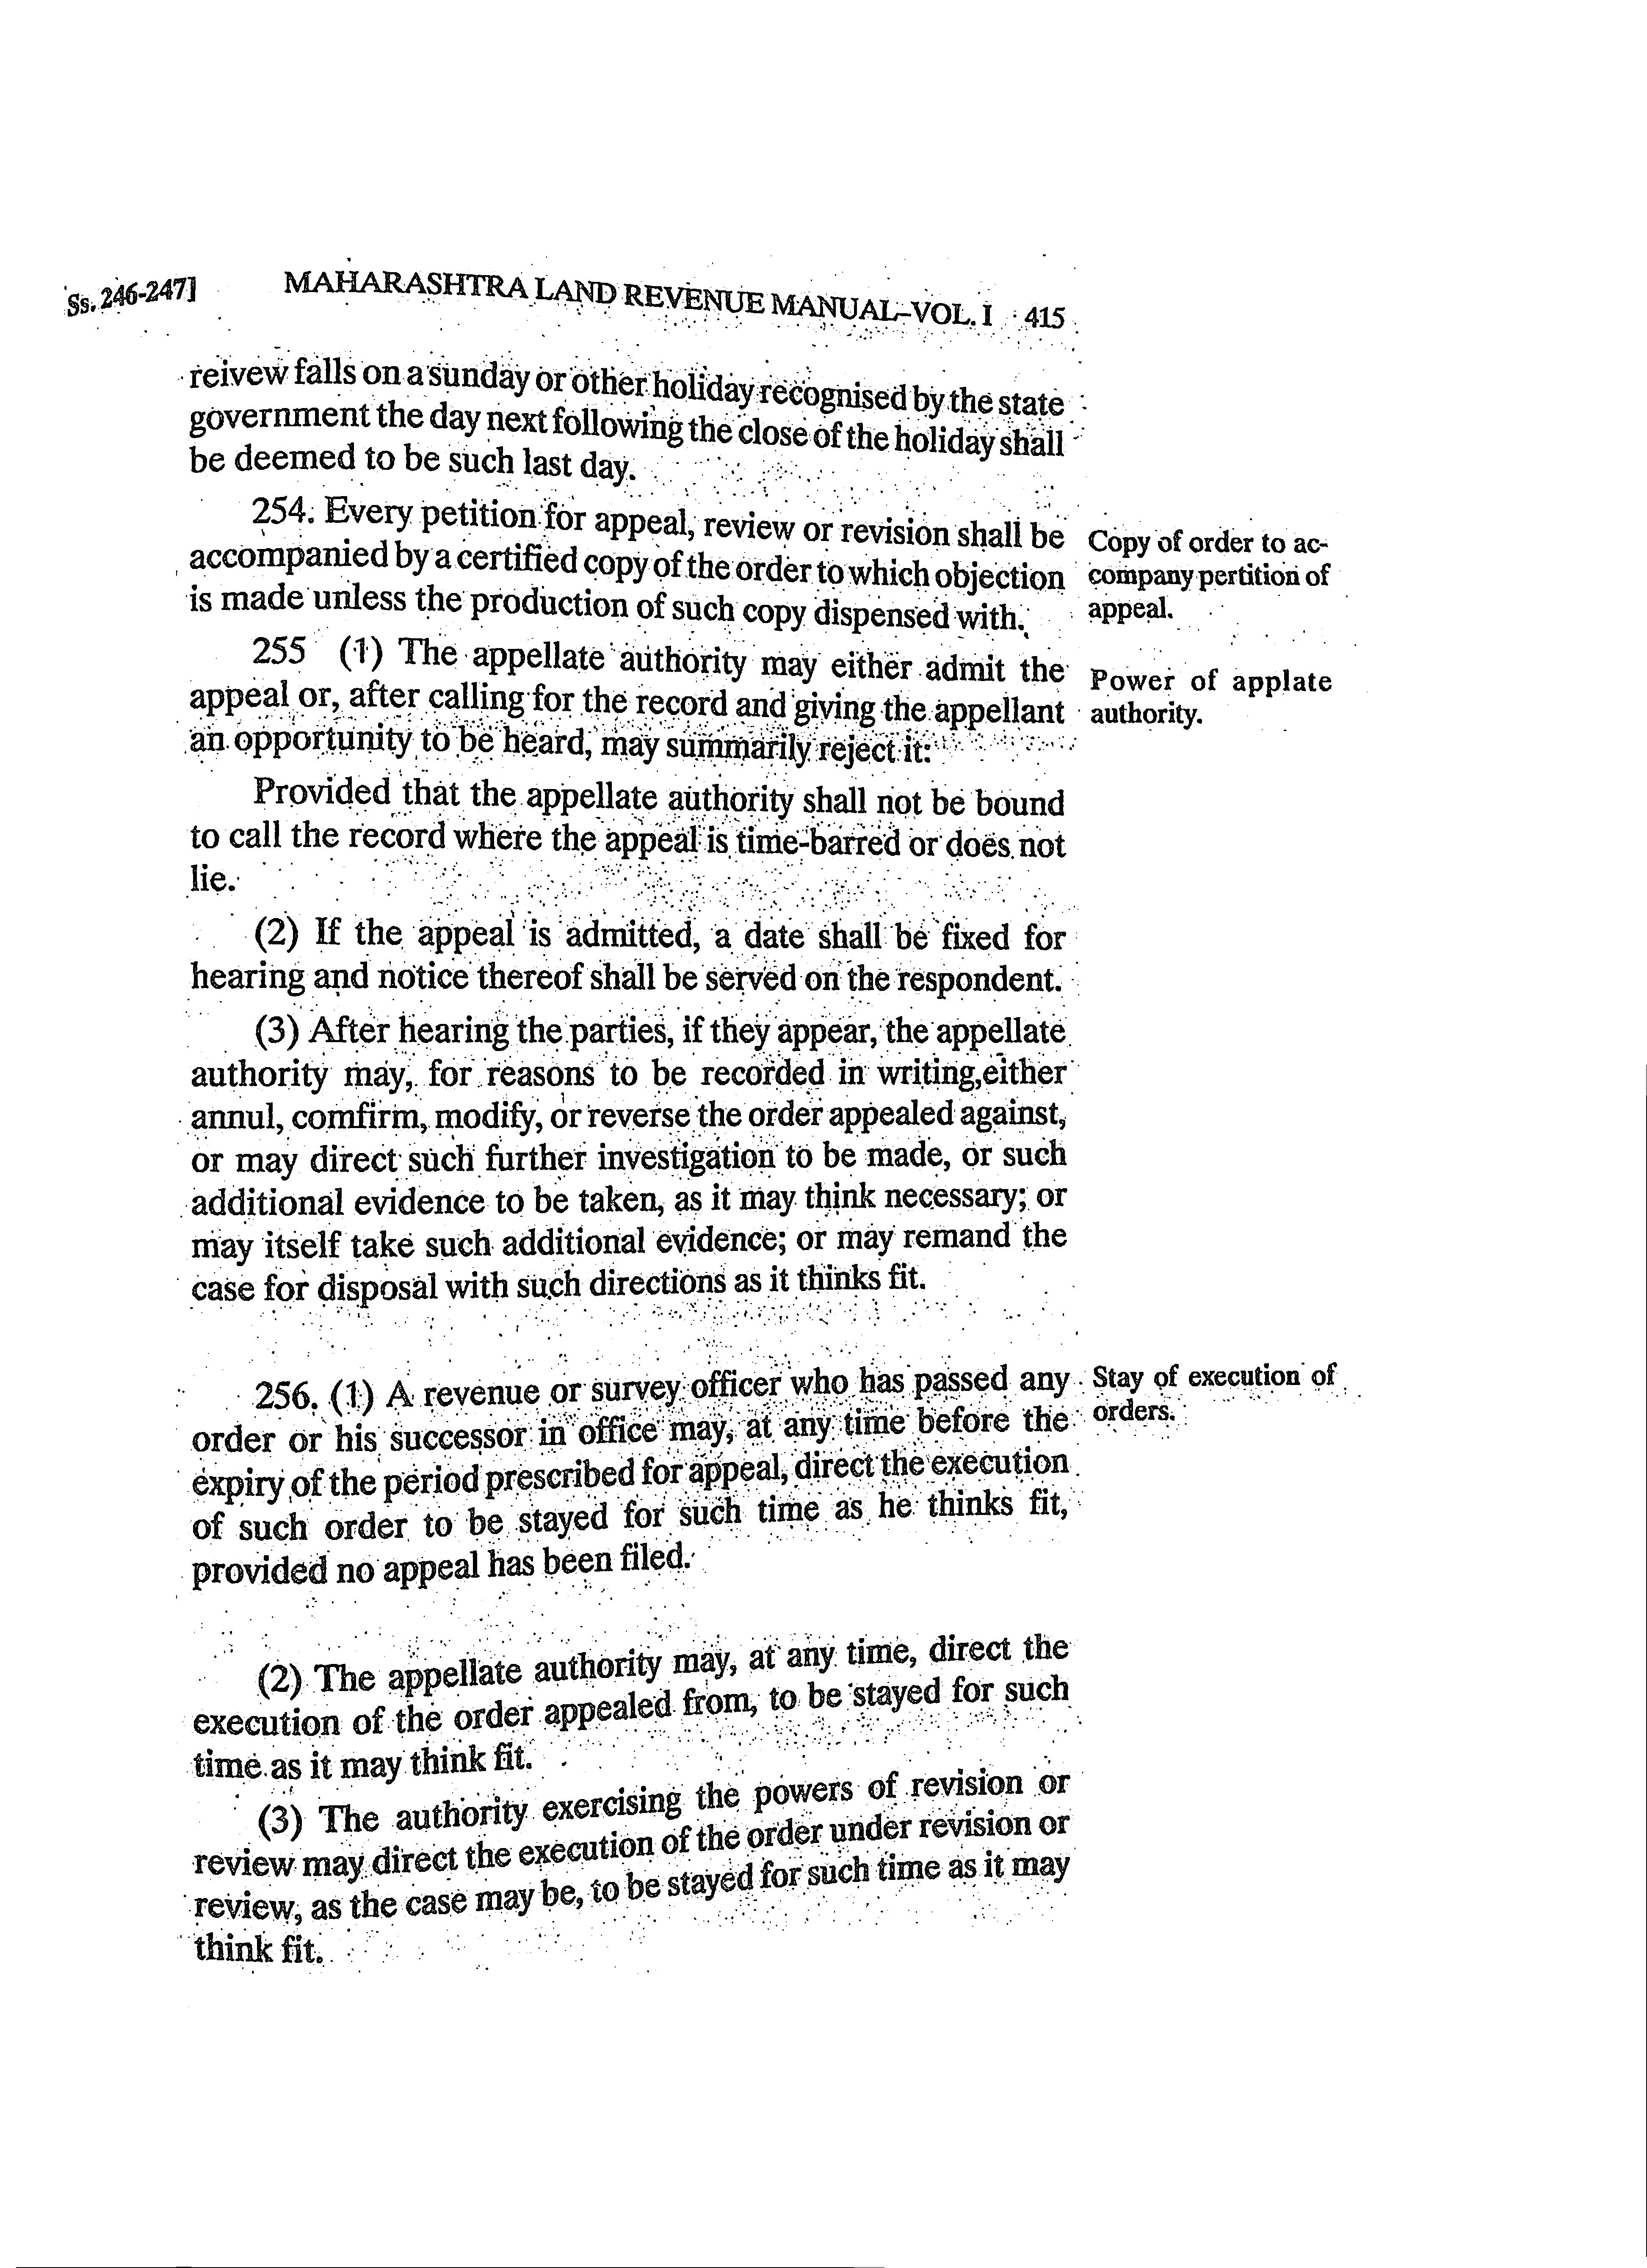 Ss. 246-247] MAHARASHTRA LAND REVENUE MANUAL–VOL. I 415
reivew falls on a sunday or other holiday recognised by the state
government the day next following the close of the holiday shall
be deemed to be such last day.
254. Every petition for appeal, review or revision shall be
accompanied by a certified copy of the order to which objection
is made unless the production of such copy dispensed with.
Copy of order to ac-
company pertition of
appeal.
255 (1) The appellate authority may either admit the
appeal or, after calling for the record and giving the appellant
an opportunity to be heard, may summarily reject it:
Power of applate
authority.
Provided that the appellate authority shall not be bound
to call the record where the appeal is time-barred or does not
lie.
(2) If the appeal is admitted, a date shall be fixed for
hearing and notice thereof shall be served on the respondent.
(3) After hearing the parties, if they appear, the appellate
authority may, for reasons to be recorded in writing,either
annul, comfirm, modify, or reverse the order appealed against,
or may direct such further investigation to be made, or such
additional evidence to be taken, as it may think necessary; or
may itself take such additional evidence; or may remand the
case for disposal with such directions as it thinks fit.
256. (1) A revenue or survey officer who has passed any
order or his successor in office may, at any time before the
expiry of the period prescribed for appeal, direct the execution
of such order to be stayed for such time as he thinks fit,
provided no appeal has been filed.
Stay of execution of
orders.
(2) The appellate authority may, at any time, direct the
execution of the order appealed from, to be stayed for such
time as it may think fit.
(3) The authority exercising the powers of revision or
review may direct the execution of the order under revision or
review, as the case may be, to be stayed for such time as it may
think fit.